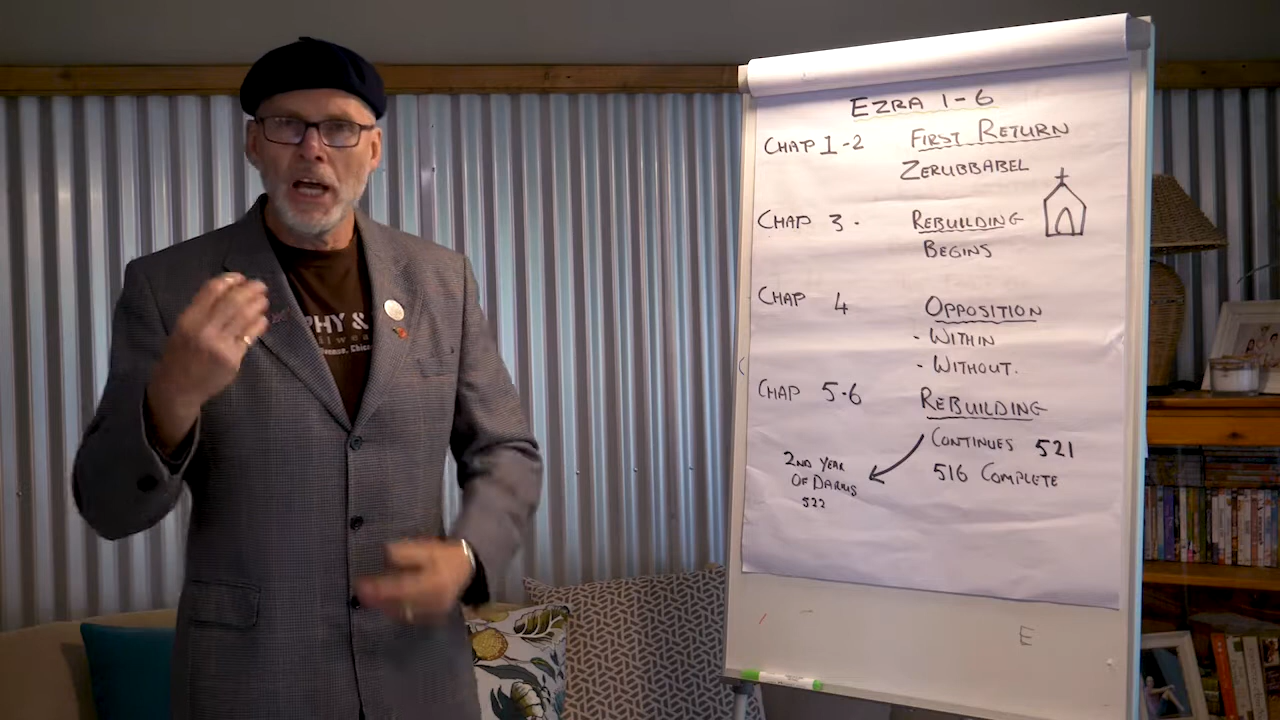 EZRA 1-6
CHAP 1-2 FIRST RETURN
ZERUBBABEL
CHAP 3. REBUILDING
BEGINS
CHAP 4 OPPOSITION
- WITHIN
- WITHOUT.
CHAP 5-6 REBUILDING
CONTINUES 521
516 COMPLETE
2ND YEAR
OF DARIUS
522
E
PHY &